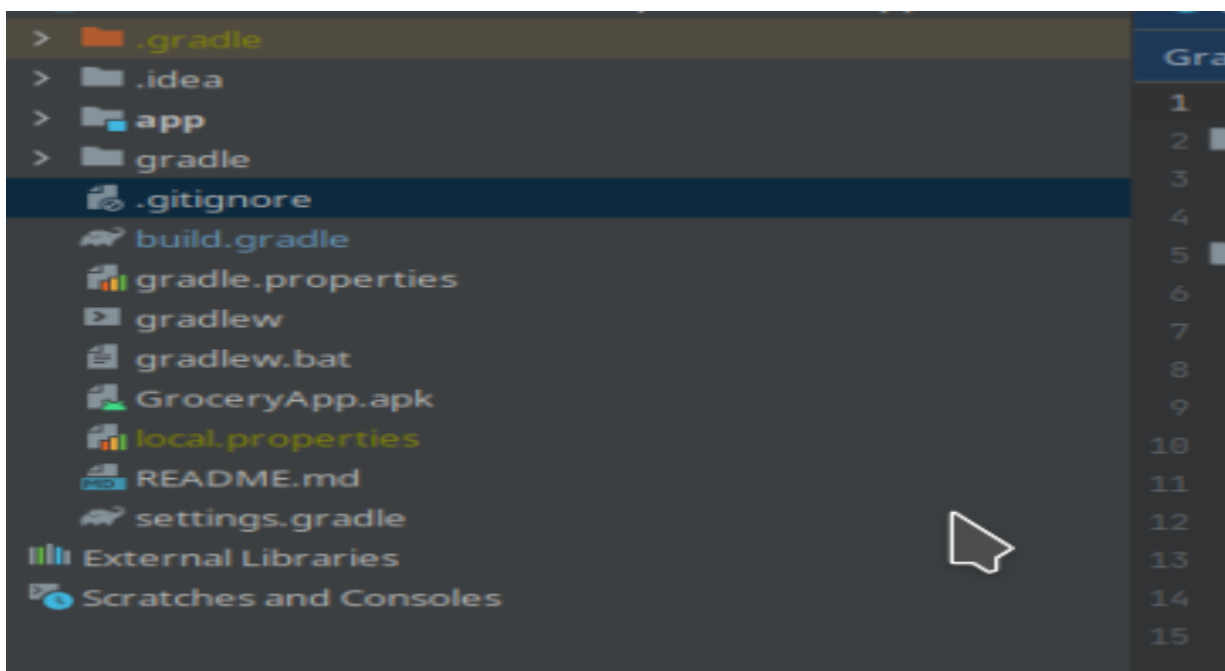 .gradle
.idea
app
gradle
.gitignore
build.gradle
gradle.properties
gradlew
gradlew.bat
GroceryApp.apk
local.properties
MD README.md
settings.gradle
External Libraries
Scratches and Consoles
Gra
1
2
3
4
5
6
7
8
9
10
11
12
13
14
15